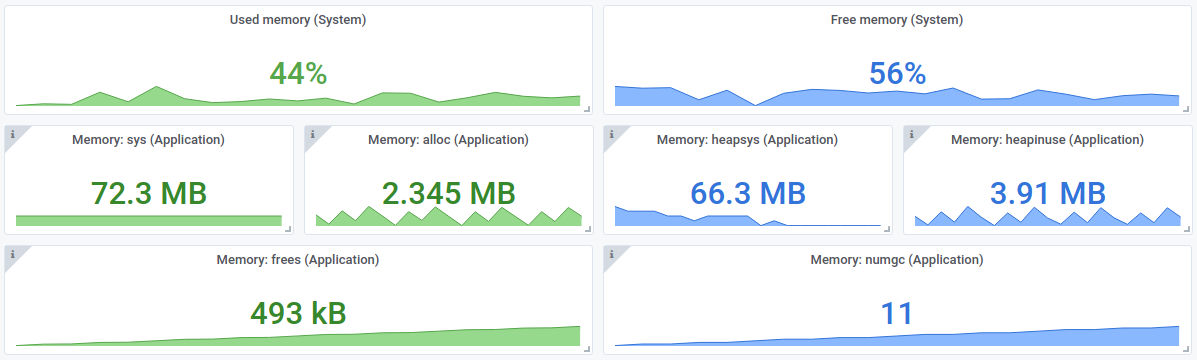 Used memory (System)
44%
Free memory (System)
56%
i
Memory: sys (Application)
72.3 MB
i
Memory: alloc (Application)
2.345 MB
i
Memory: heapsys (Application)
66.3 MB
i
Memory: heapinuse (Application)
3.91 MB
i
Memory: frees (Application)
493 kB
i
Memory: numgc (Application)
11